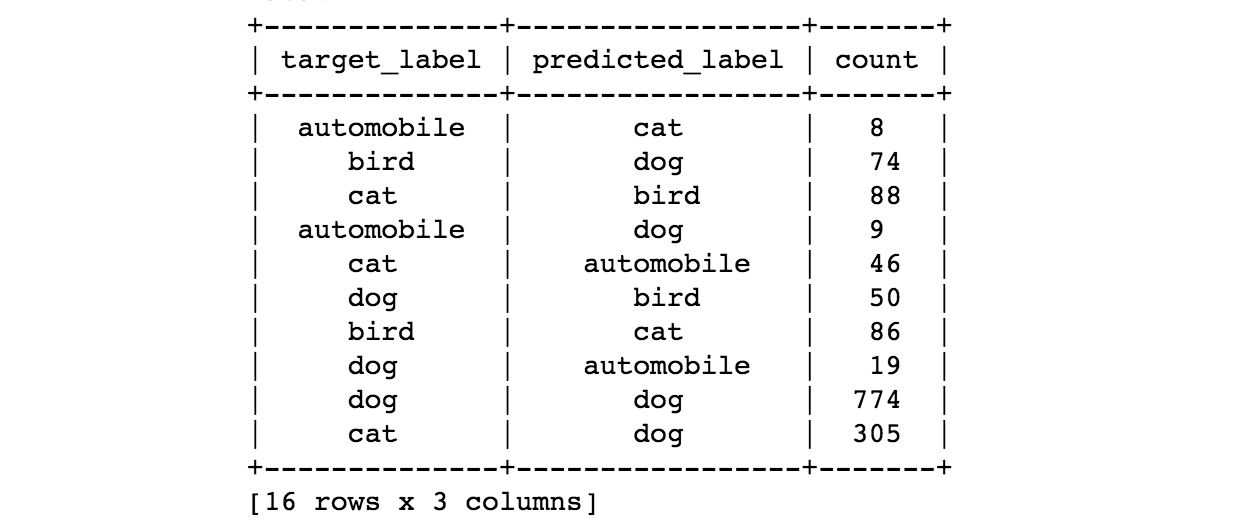 +--------------+-----------------+-------+
| target_label | predicted_label | count |
+--------------+-----------------+-------+
|  automobile  |       cat       |   8   |
|     bird     |       dog       |   74  |
|     cat      |       bird      |   88  |
|  automobile  |       dog       |   9   |
|     cat      |    automobile   |   46  |
|     dog      |       bird      |   50  |
|     bird     |       cat       |   86  |
|     dog      |    automobile   |   19  |
|     dog      |       dog       |  774  |
|     cat      |       dog       |  305  |
+--------------+-----------------+-------+
[16 rows x 3 columns]